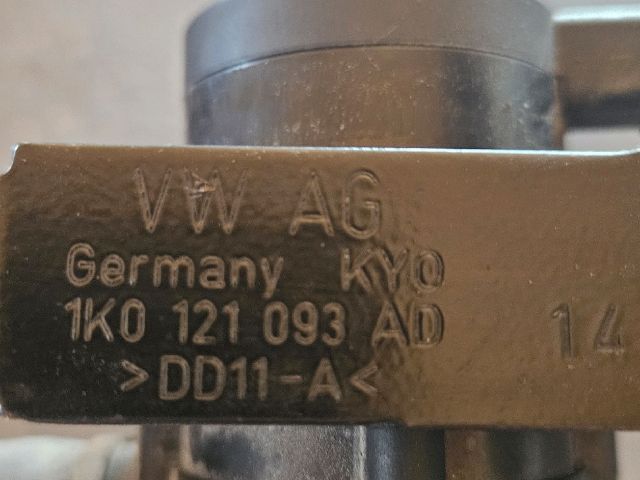 VW AG
Germany KYO
1K0 121 093 AD
14
>DD11-A<